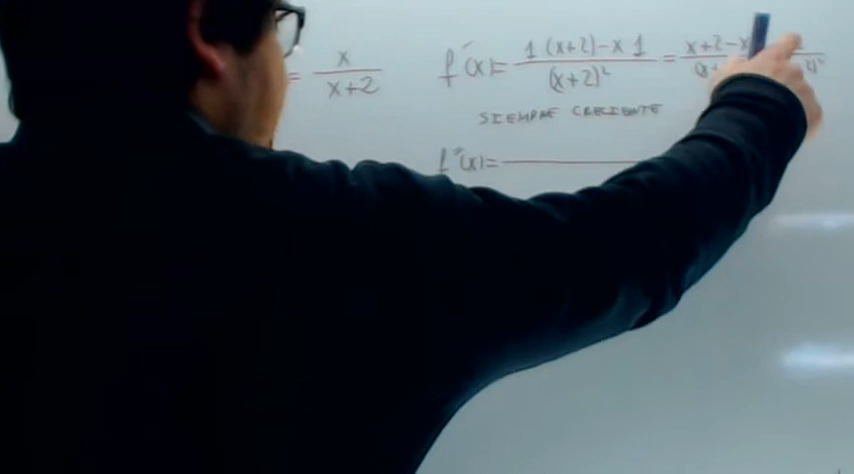 = x/(x+2) f'(x)= (1(x+2)-x 1)/(x+2)² = (x+2-x
SIEMPRE CRECIENTE
f''(x)=